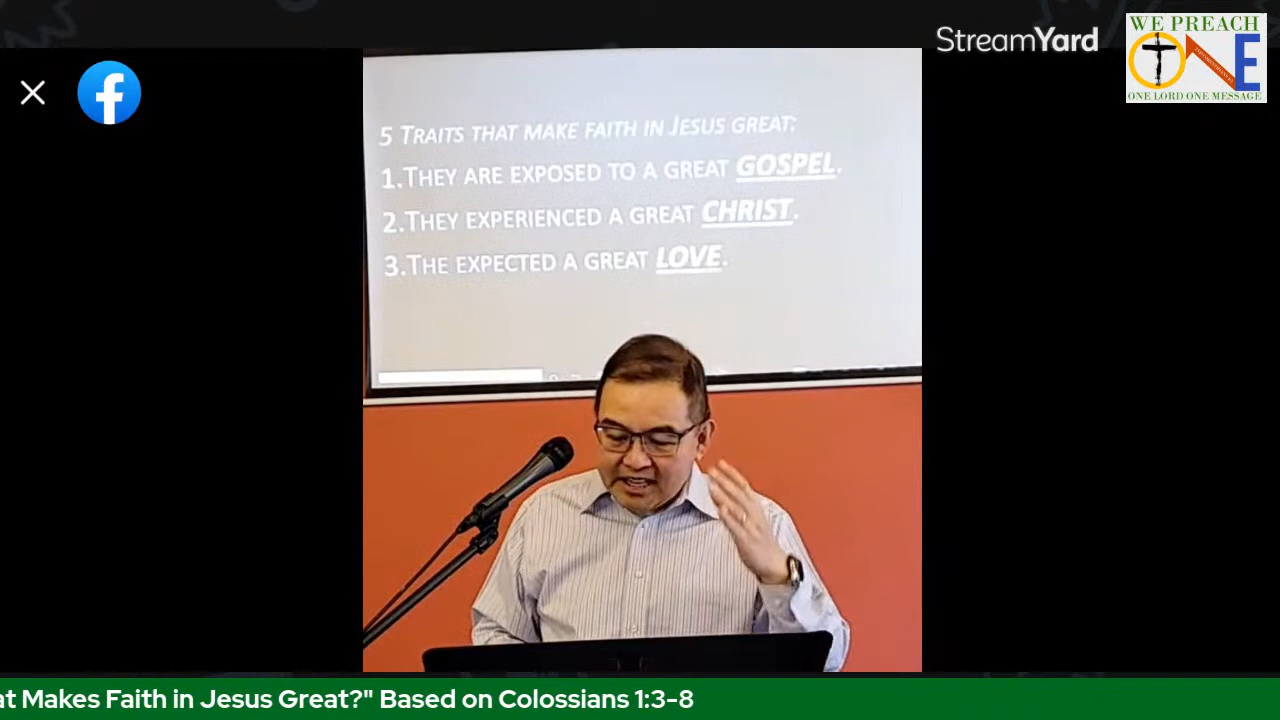 StreamYard
WE PREACH
ONE
ONE LORD ONE MESSAGE
5 TRAITS THAT MAKE FAITH IN JESUS GREAT:
1.THEY ARE EXPOSED TO A GREAT GOSPEL.
2.THEY EXPERIENCED A GREAT CHRIST.
3.THE EXPECTED A GREAT LOVE.
at Makes Faith in Jesus Great?" Based on Colossians 1:3-8